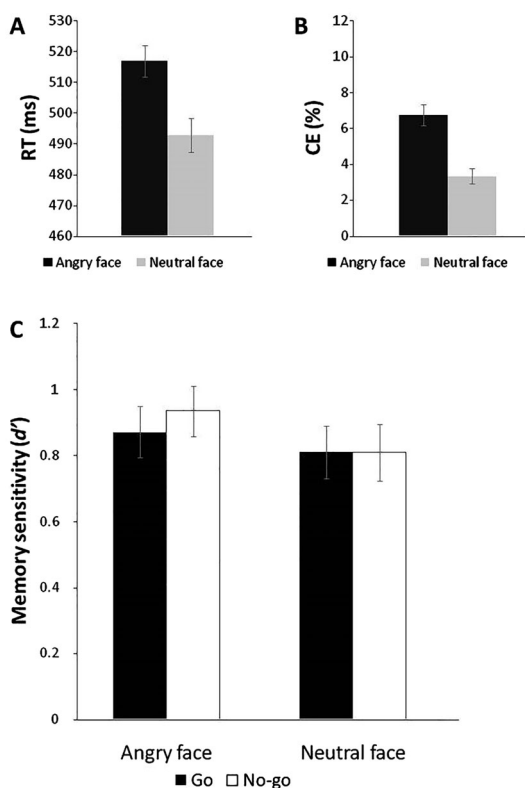 A
530
520
510
500
490
480
470
460
RT (ms)
Angry face Neutral face
B
12
10
8
6
4
2
0
CE (%)
Angry face Neutral face
C
1.2
1
0.8
0.6
0.4
0.2
0
Memory sensitivity (d')
Angry face Neutral face
Go No-go